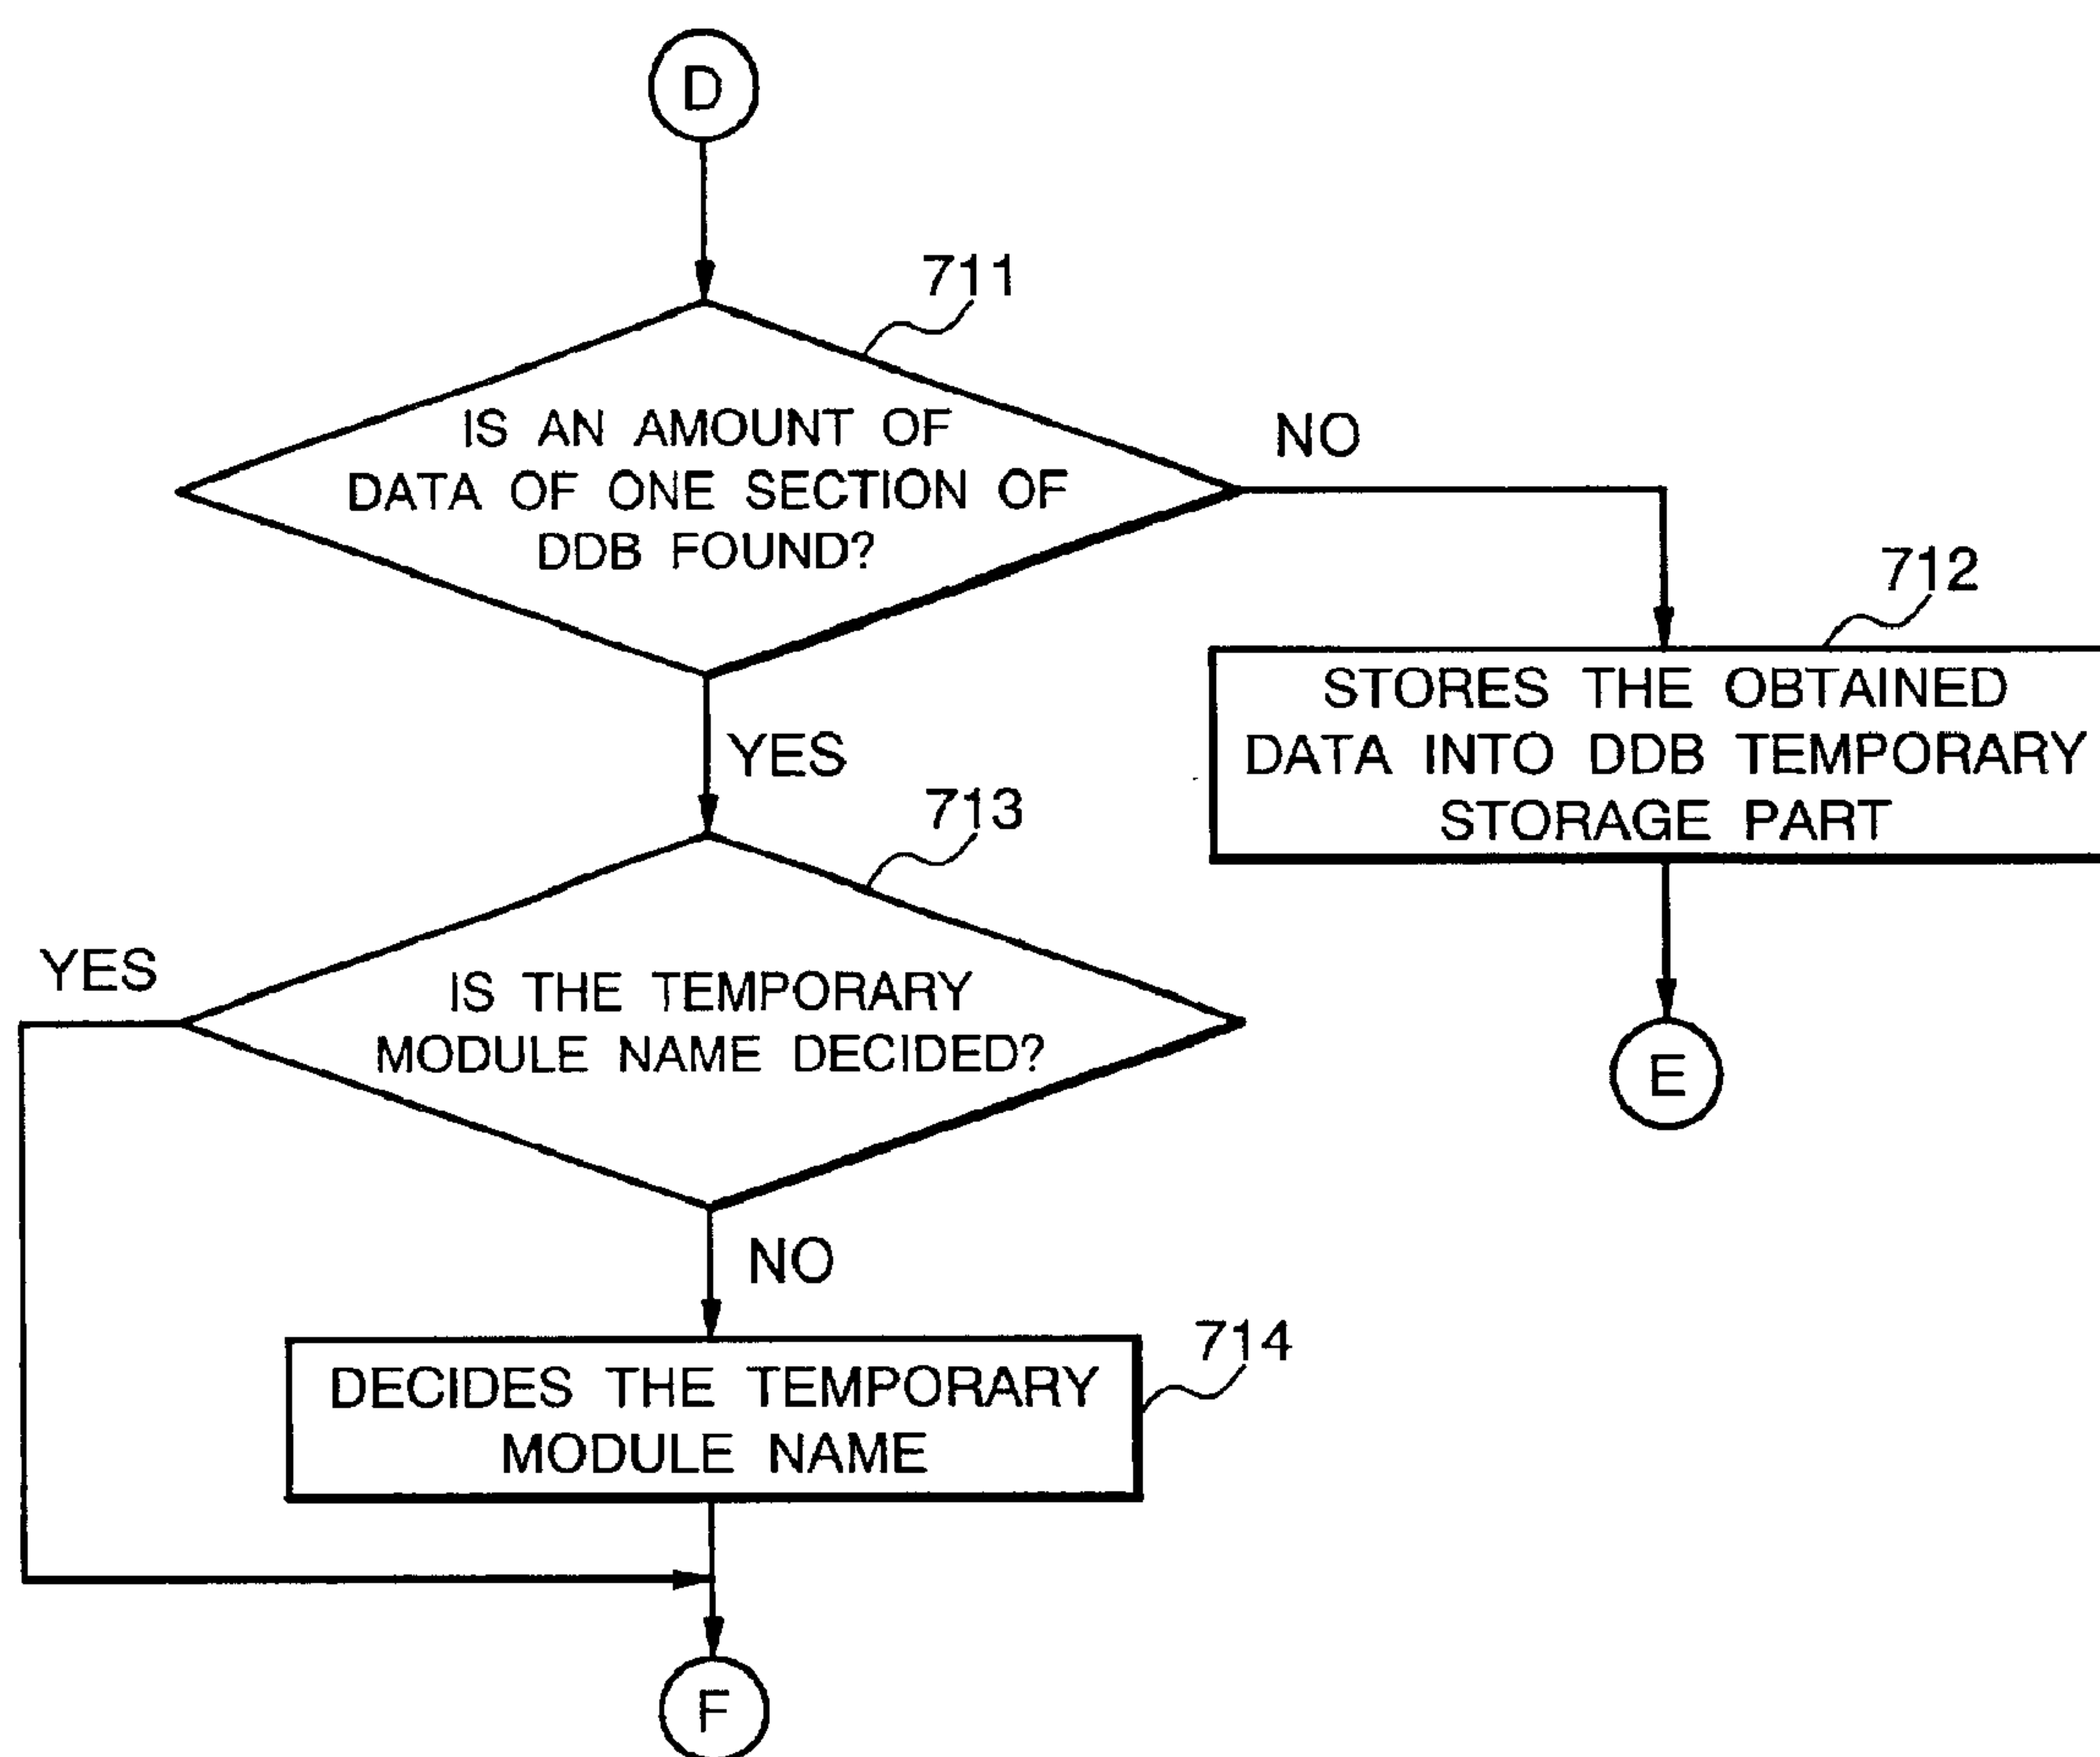 D
711
IS AN AMOUNT OF
DATA OF ONE SECTION OF
DDB FOUND?
NO
712
STORES THE OBTAINED
DATA INTO DDB TEMPORARY
STORAGE PART
E
YES
713
IS THE TEMPORARY
MODULE NAME DECIDED?
YES
NO
714
DECIDES THE TEMPORARY
MODULE NAME
F